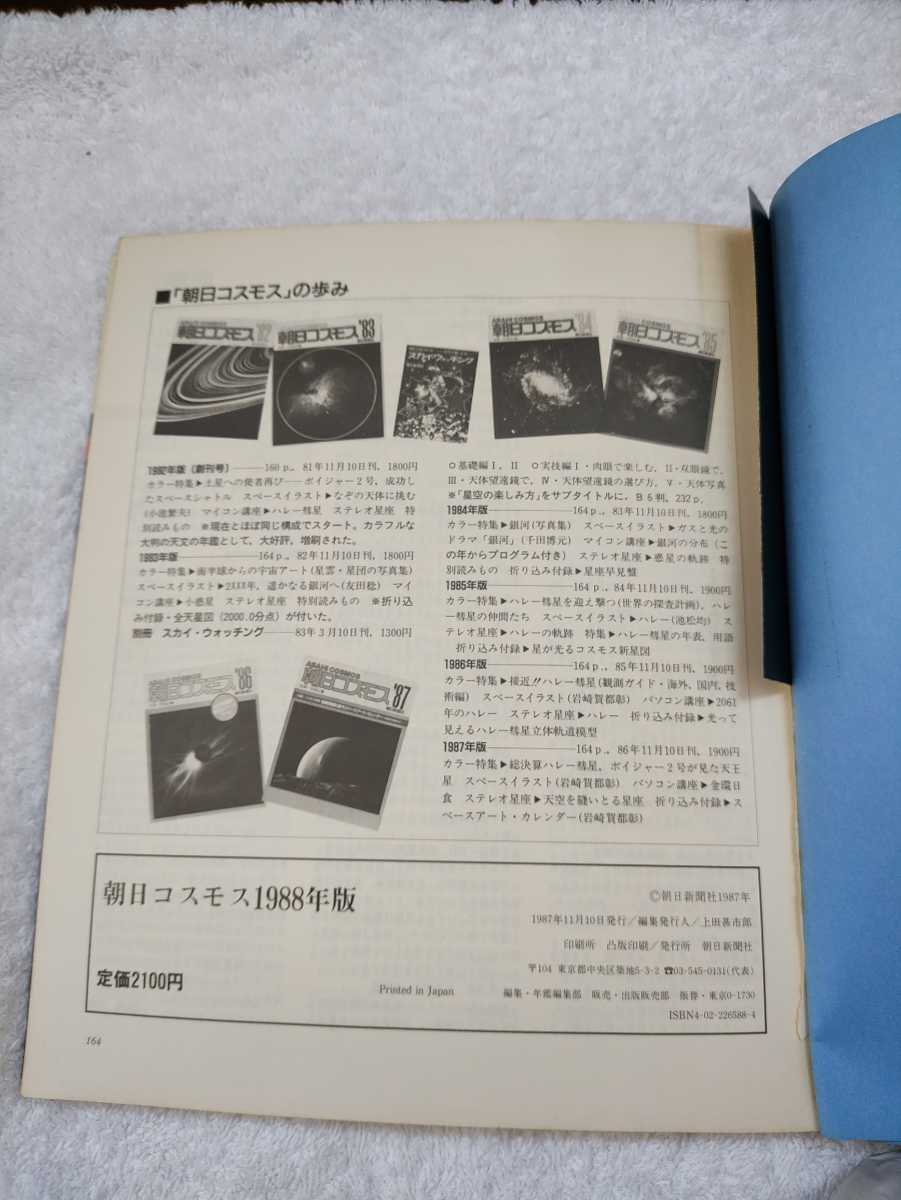 ■「朝日コスモス」の歩み
ASAHI COSMOS
朝日コスモス'82
朝日コスモス'83
スカイ・ウォッチング
ASAHI COSMOS
朝日コスモス'84
COSMOS
朝日コスモス'85
1982年版〔創刊号〕――160p., 81年11月10日刊, 1800円
カラー特集▶土星への使者再び――ボイジャー2号, 成功し
たスペースシャトル スペースイラスト▶なぞの天体に挑む
(小池繁夫) マイコン講座▶ハレー彗星 ステレオ星座 特
別読みもの ※現在とほぼ同じ構成でスタート。カラフルな
大判の天文の年鑑として、大好評。増刷された。
1983年版――164p., 82年11月10日刊, 1800円
カラー特集▶南半球からの宇宙アート(星雲・星団の写真集)
スペースイラスト▶2XXX年, 遥かなる銀河へ(友田稔) マイ
コン講座▶小惑星 ステレオ星座 特別読みもの ※折り込
み付録・全天星図(2000.0分点)が付いた。
別冊 スカイ・ウォッチング――83年3月10日刊, 1300円
○基礎編Ⅰ, Ⅱ ○実技編Ⅰ・肉眼で楽しむ, Ⅱ・双眼鏡で,
Ⅲ・天体望遠鏡で, Ⅳ・天体望遠鏡の選び方, Ⅴ・天体写真
※「星空の楽しみ方」をサブタイトルに、B5判, 232p.
1984年版――164p., 83年11月10日刊, 1800円
カラー特集▶銀河(写真集) スペースイラスト▶ガスと光の
ドラマ「銀河」(千田博元) マイコン講座▶銀河の分布(こ
の年からプログラム付き) ステレオ星座▶惑星の軌跡 特
別読みもの 折り込み付録▶星座早見盤
1985年版――164p., 84年11月10日刊, 1900円
カラー特集▶ハレー彗星を迎え撃つ(世界の探査計画), ハレ
ー彗星の仲間たち スペースイラスト▶ハレー(池松均) ス
テレオ星座▶ハレーの軌跡 特集▶ハレー彗星の年表, 用語
折り込み付録▶星が光るコスモス新星図
1986年版――164p., 85年11月10日刊, 1900円
カラー特集▶接近!!ハレー彗星(観測ガイド・海外, 国内, 技
術編) スペースイラスト(岩崎賀都彰) パソコン講座▶2061
年のハレー ステレオ星座▶ハレー 折り込み付録▶光って
見えるハレー彗星立体軌道模型
1987年版――164p., 86年11月10日刊, 1900円
カラー特集▶総決算ハレー彗星, ボイジャー2号が見た天王
星 スペースイラスト(岩崎賀都彰) パソコン講座▶金環日
食 ステレオ星座▶天空を縫いとる星座 折り込み付録▶ス
ペースアート・カレンダー(岩崎賀都彰)
ASAHI COSMOS
朝日コスモス'86
ASAHI COSMOS
朝日コスモス'87
朝日コスモス1988年版
定価2100円
Printed in Japan
©朝日新聞社1987年
1987年11月10日発行/編集発行人/上田甚市郎
印刷所 凸版印刷/発行所 朝日新聞社
〒104 東京都中央区築地5-3-2 ☎03-545-0131(代表)
編集・年鑑編集部 販売・出版販売部 振替・東京0-1730
ISBN4-02-226588-4
164